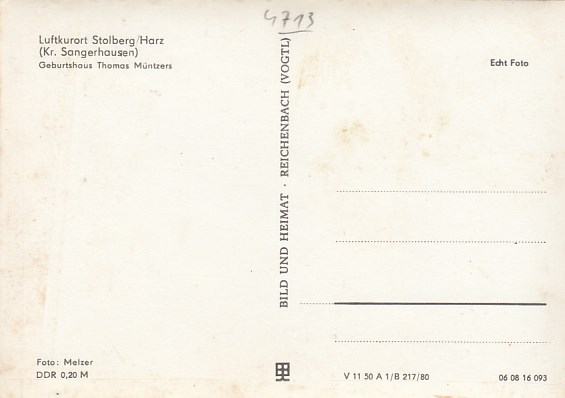 4713
Luftkurort Stolberg/Harz
(Kr. Sangerhausen)
Geburtshaus Thomas Müntzers
Echt Foto
BILD UND HEIMAT · REICHENBACH (VOGTL)
Foto: Melzer
DDR 0,20 M
V 11 50 A 1/B 217/80
06 08 16 093